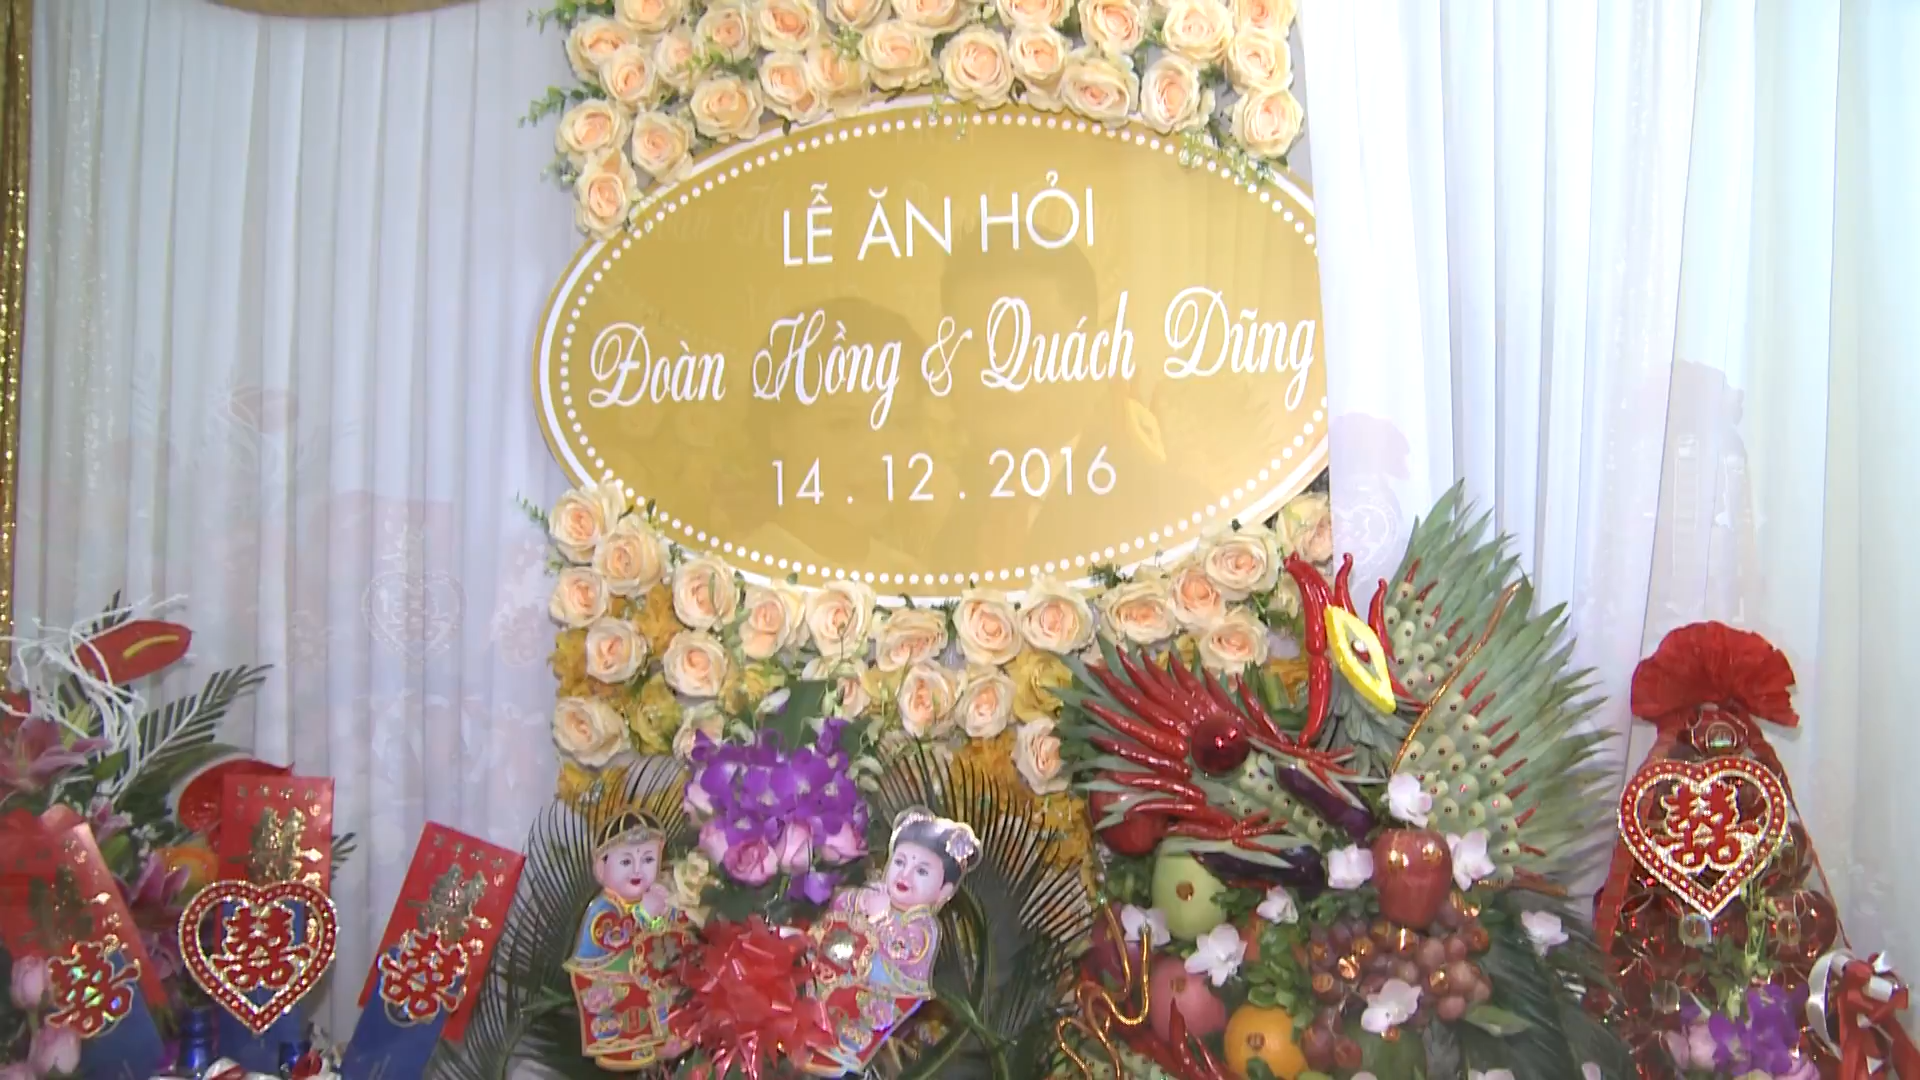 LỄ ĂN HỎI
Đoàn Hồng & Quách Dũng
14 . 12 . 2016
囍
囍
囍
囍